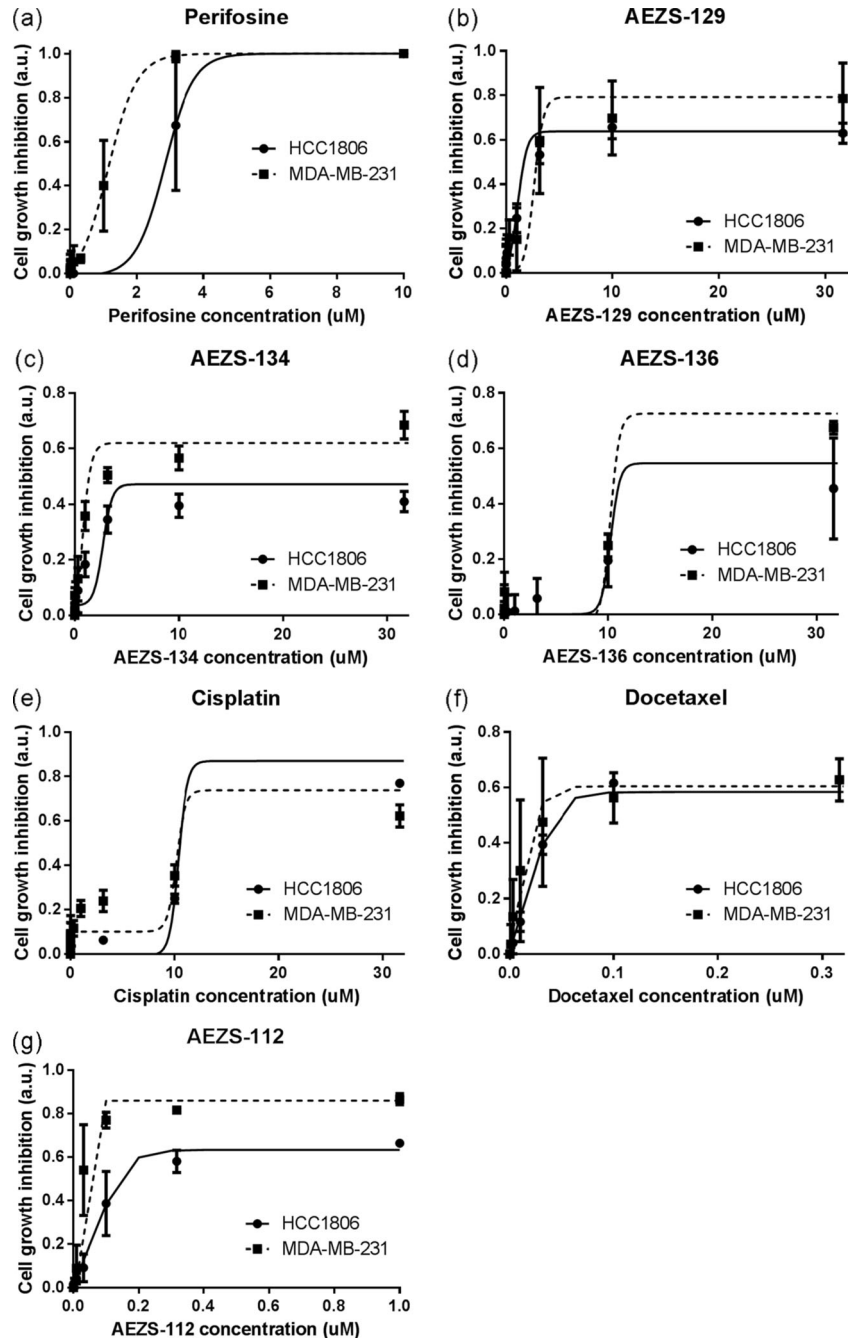 (a)
Perifosine
Cell growth inhibition (a.u.)
1.0
0.8
0.6
0.4
0.2
0.0
HCC1806
MDA-MB-231
0 2 4 6 8 10
Perifosine concentration (uM)
(b)
AEZS-129
Cell growth inhibition (a.u.)
1.0
0.8
0.6
0.4
0.2
0.0
HCC1806
MDA-MB-231
0 10 20 30
AEZS-129 concentration (uM)
(c)
AEZS-134
Cell growth inhibition (a.u.)
0.8
0.6
0.4
0.2
0.0
HCC1806
MDA-MB-231
0 10 20 30
AEZS-134 concentration (uM)
(d)
AEZS-136
Cell growth inhibition (a.u.)
0.8
0.6
0.4
0.2
0.0
HCC1806
MDA-MB-231
0 10 20 30
AEZS-136 concentration (uM)
(e)
Cisplatin
Cell growth inhibition (a.u.)
1.0
0.8
0.6
0.4
0.2
0.0
HCC1806
MDA-MB-231
0 10 20 30
Cisplatin concentration (uM)
(f)
Docetaxel
Cell growth inhibition (a.u.)
0.8
0.6
0.4
0.2
0.0
HCC1806
MDA-MB-231
0.0 0.1 0.2 0.3
Docetaxel concentration (uM)
(g)
AEZS-112
Cell growth inhibition (a.u.)
1.0
0.8
0.6
0.4
0.2
0.0
HCC1806
MDA-MB-231
0.0 0.2 0.4 0.6 0.8 1.0
AEZS-112 concentration (uM)